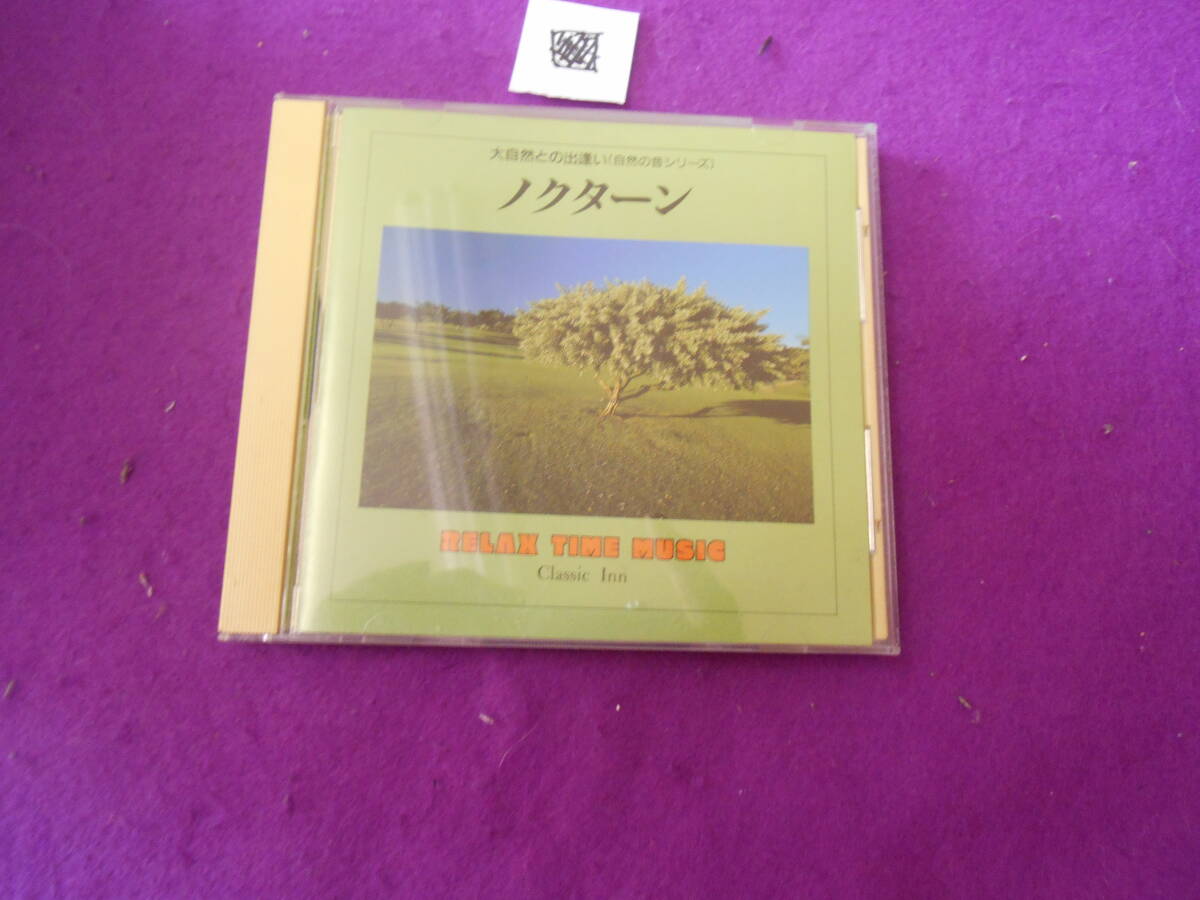 大自然との出逢い(自然の音シリーズ)
ノクターン
RELAX TIME MUSIC
Classic Inn